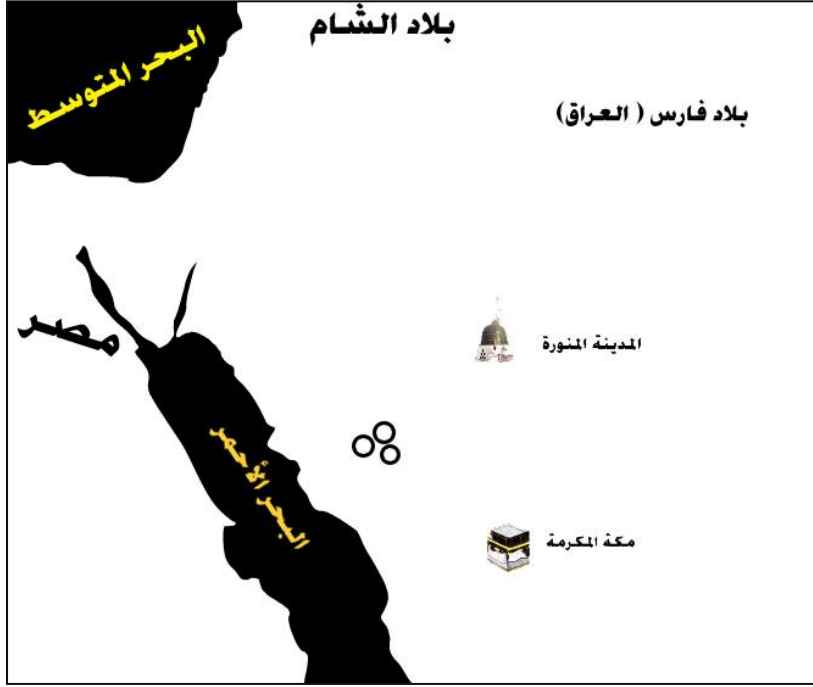 بلاد الشام
البحر المتوسط
بلاد فارس ( العراق)
مصر
المدينة المنورة
البحر الأحمر
مكة المكرمة